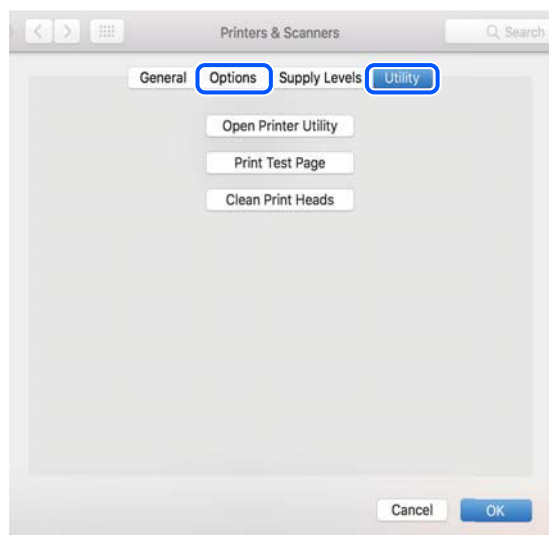 Printers & Scanners Search
General Options Supply Levels Utility
Open Printer Utility
Print Test Page
Clean Print Heads
Cancel OK